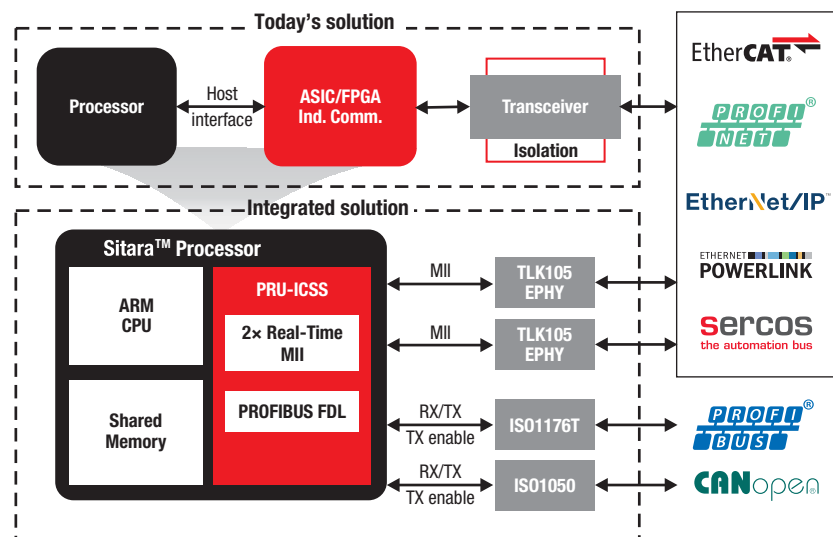 Today's solution
Processor
Host
interface
ASIC/FPGA
Ind. Comm.
Transceiver
Isolation
EtherCAT®
PROFI®
NET
EtherNet/IP™
ETHERNET
POWERLINK
sercos
the automation bus
Integrated solution
Sitara™ Processor
ARM
CPU
Shared
Memory
PRU-ICSS
2× Real-Time
MII
PROFIBUS FDL
MII
TLK105
EPHY
MII
TLK105
EPHY
RX/TX
TX enable
ISO1176T
PROFI®
BUS
RX/TX
TX enable
ISO1050
CANopen®